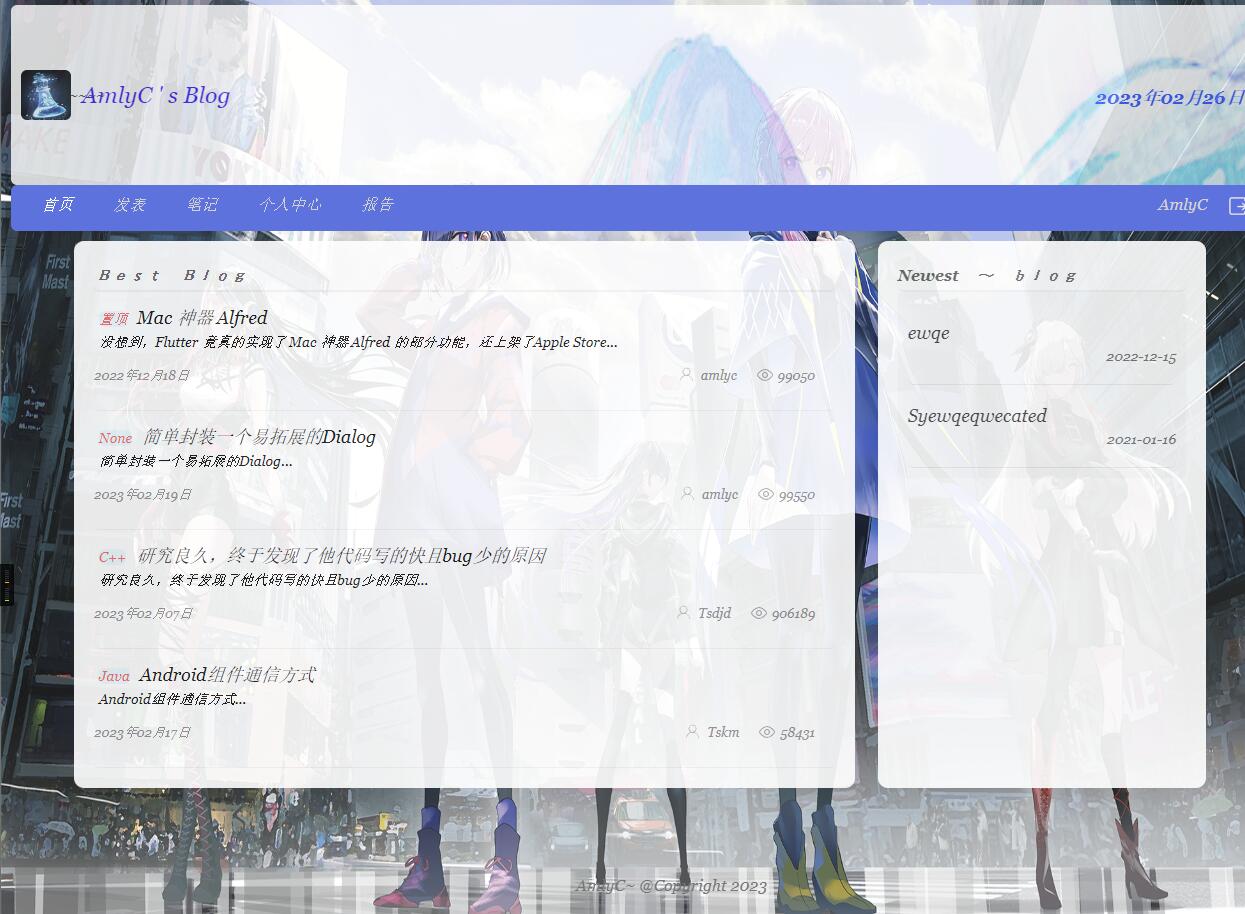 ~~AmlyC ' s Blog
2023年02月26日
首页 发表 笔记 个人中心 报告 AmlyC
Best Blog
置顶 Mac 神器Alfred
没想到，Flutter 竟真的实现了Mac 神器Alfred 的部分功能，还上架了Apple Store...
2022年12月18日 amlyc 99050
None 简单封装一个易拓展的Dialog
简单封装一个易拓展的Dialog...
2023年02月19日 amlyc 99550
C++ 研究良久，终于发现了他代码写的快且bug少的原因
研究良久，终于发现了他代码写的快且bug少的原因...
2023年02月07日 Tsdjd 906189
Java Android组件通信方式
Android组件通信方式...
2023年02月17日 Tskm 58431
Newest ～ blog
ewqe
2022-12-15
Syewqeqwecated
2021-01-16
First
Mast
First
Mast
AmlyC~ @Copyright 2023